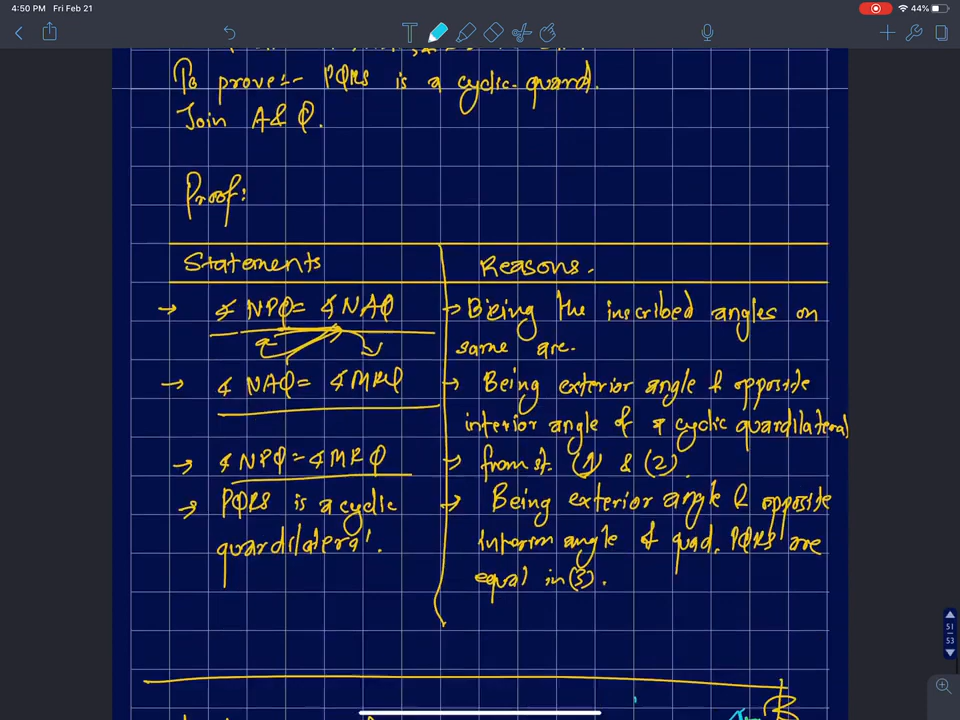 4:50 PM Fri Feb 21
44%
To prove:- PQRS is a cyclic quard.
Join A & Q.
Proof:
Statements
Reasons.
→ ∡ NPQ = ∡ NAQ
→ Being the inscribed angles on
same arc.
→ ∡ NAQ = ∡ MRQ
→ Being exterior angle & opposite
interior angle of a cyclic quardilateral
→ ∡ NPQ = ∡ MRQ
→ from st. (1) & (2).
→ PQRS is a cyclic
quardilateral.
→ Being exterior angle & opposite
interior angle of quad. PQRS are
equal in (3).
51
53
B